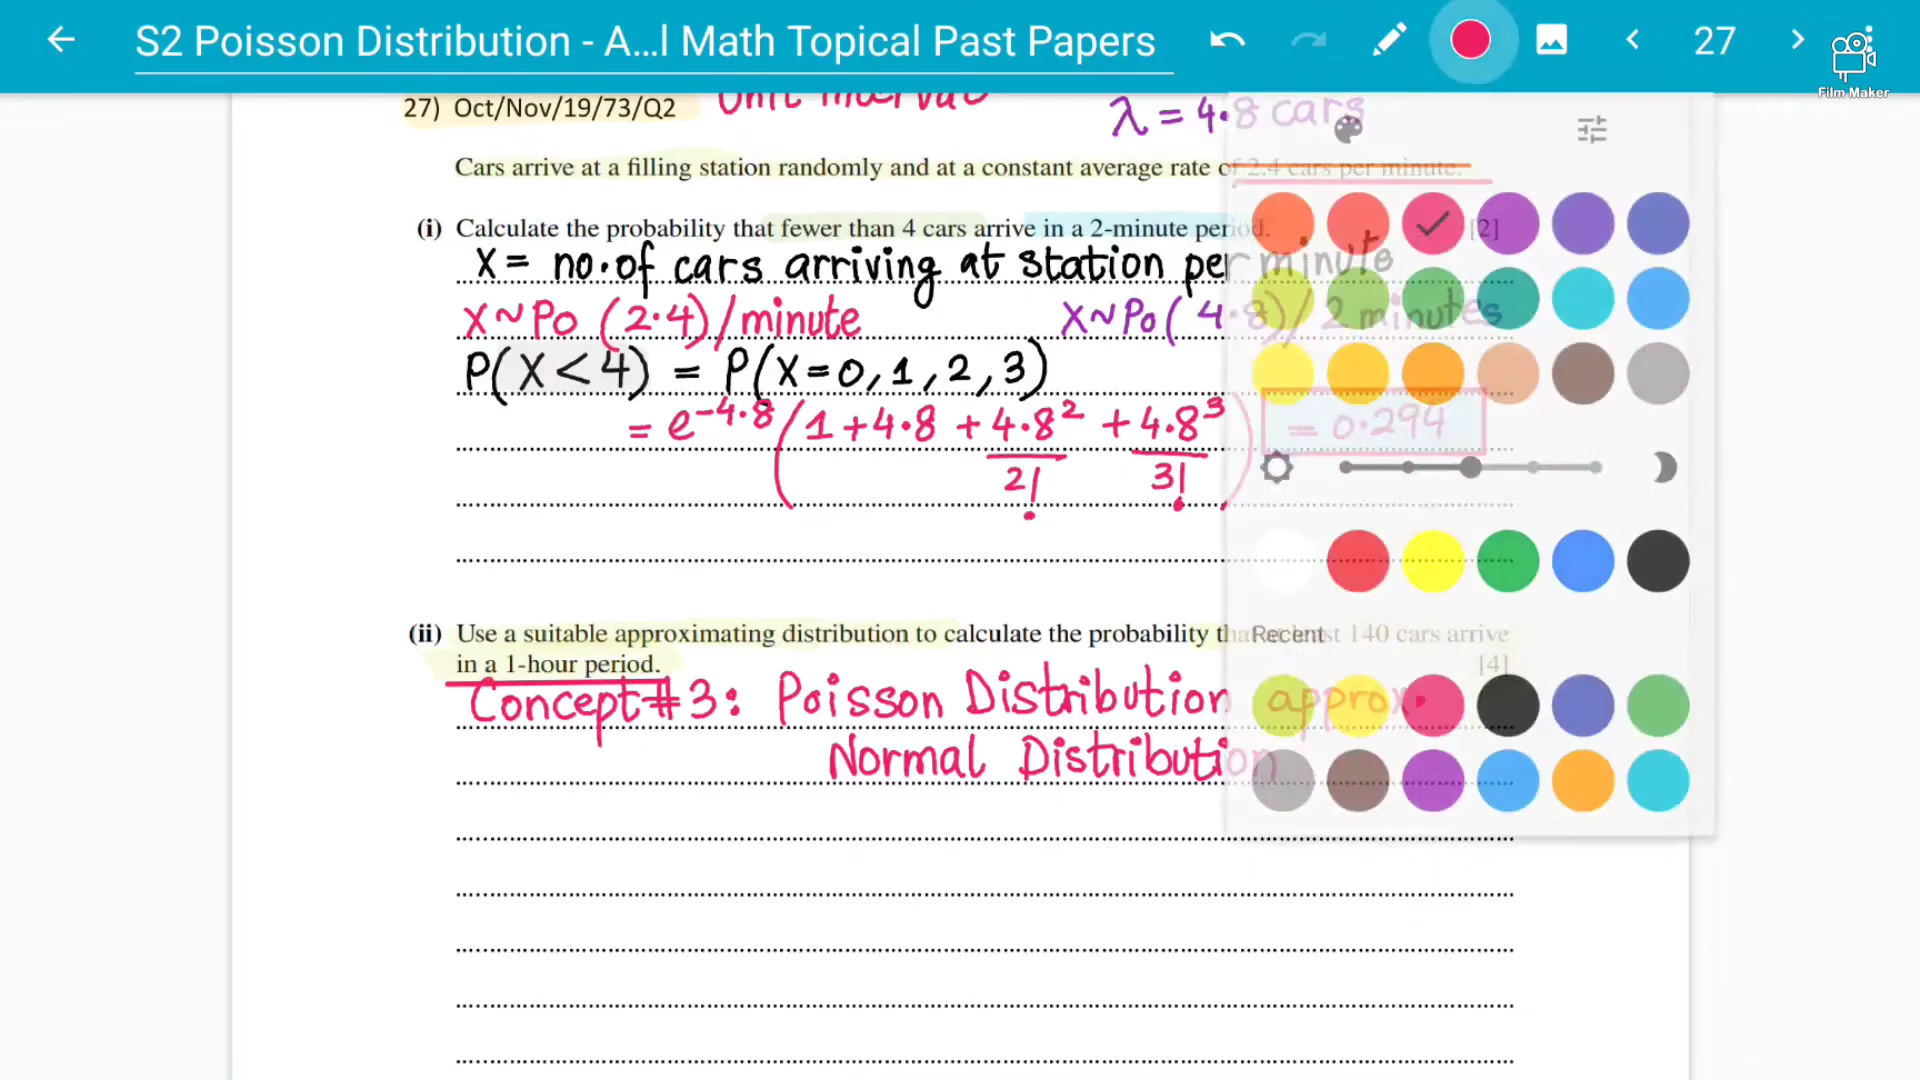 S2 Poisson Distribution - A...l Math Topical Past Papers
27
Film Maker
27) Oct/Nov/19/73/Q2 Unit interval
λ = 4.8 cars
Cars arrive at a filling station randomly and at a constant average rate of 2.4 cars per minute.
(i) Calculate the probability that fewer than 4 cars arrive in a 2-minute period. [2]
X = no. of cars arriving at station per minute
X~Po (2.4)/minute X~Po(4.8)/2 minutes
P(X<4) = P(X=0,1,2,3)
= e^-4.8 (1+4.8 + 4.8²/2! + 4.8³/3!) = 0.294
(ii) Use a suitable approximating distribution to calculate the probability 140 cars arrive
Recent
in a 1-hour period. [4]
Concept#3: Poisson Distribution approx.
Normal Distribution